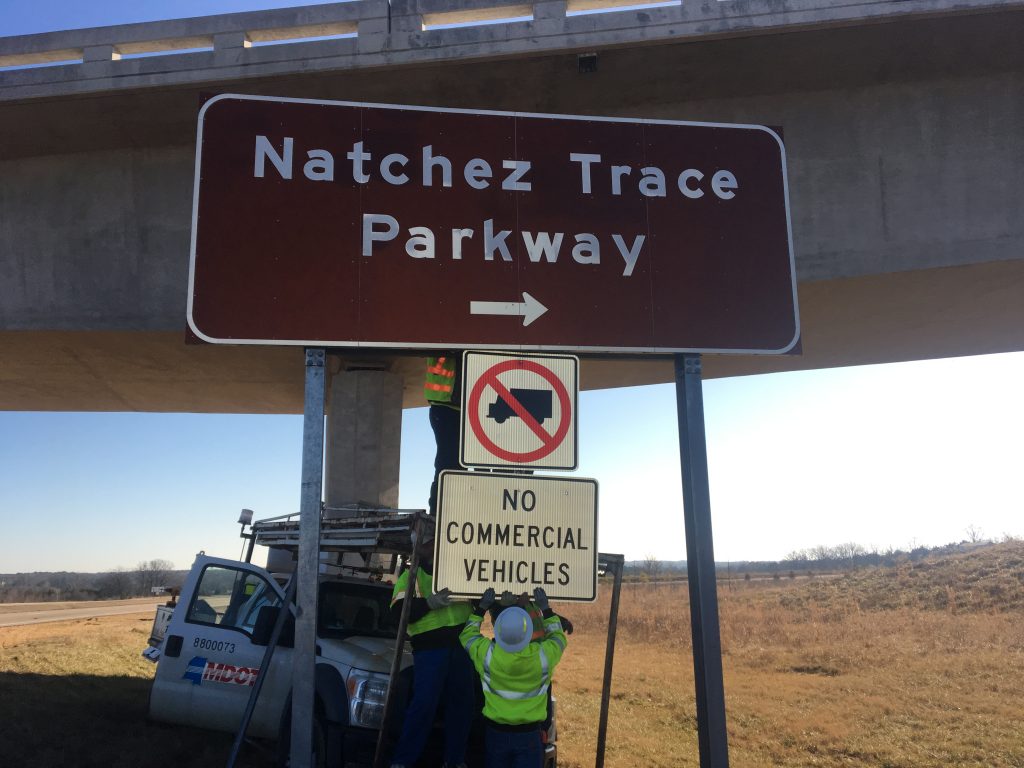 Natchez Trace
Parkway
NO
COMMERCIAL
VEHICLES
8800073
MDOT